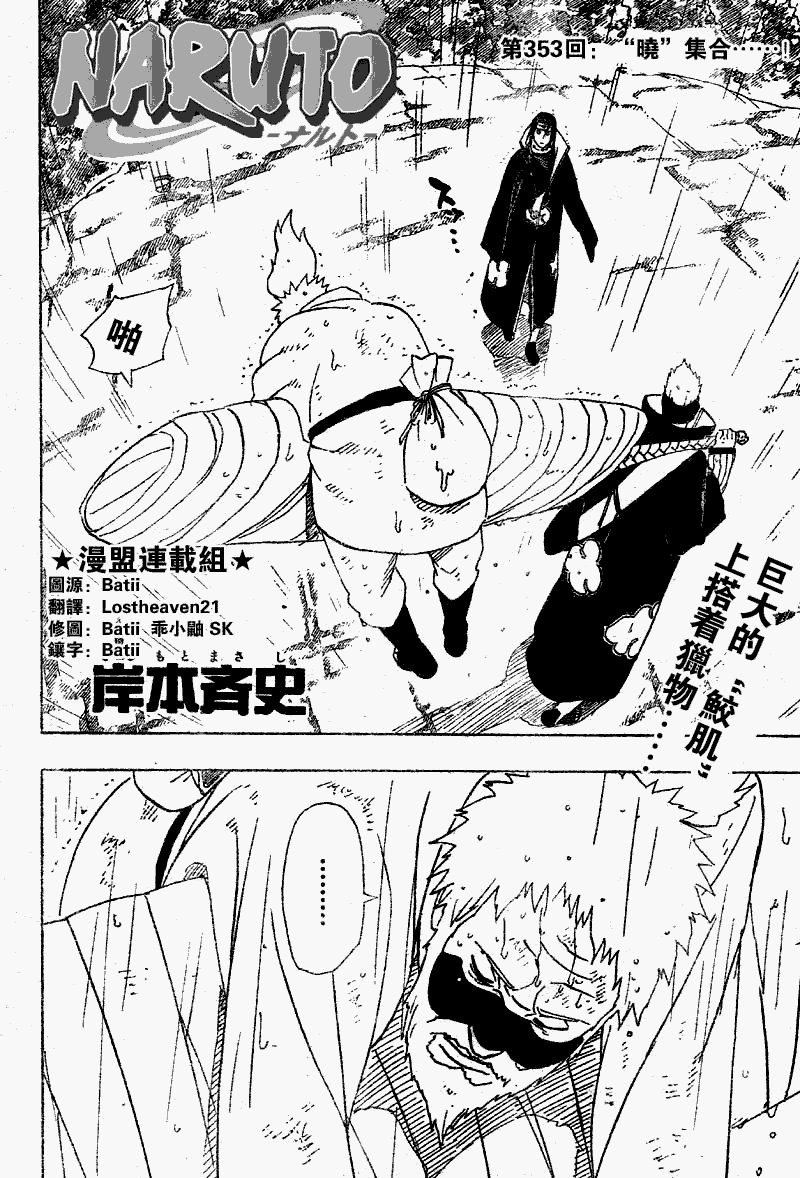 NARUTO
-ナルト-
第353回：“曉”集合……!
スッ…
啪
★漫盟連載組★
圖源：Batii
翻譯：Lostheaven21
修圖：Batii 乖小鼬 SK
鑲字：Batii
もとまさし
岸本斉史
巨大的“鮫肌”
上搭着獵物……
………